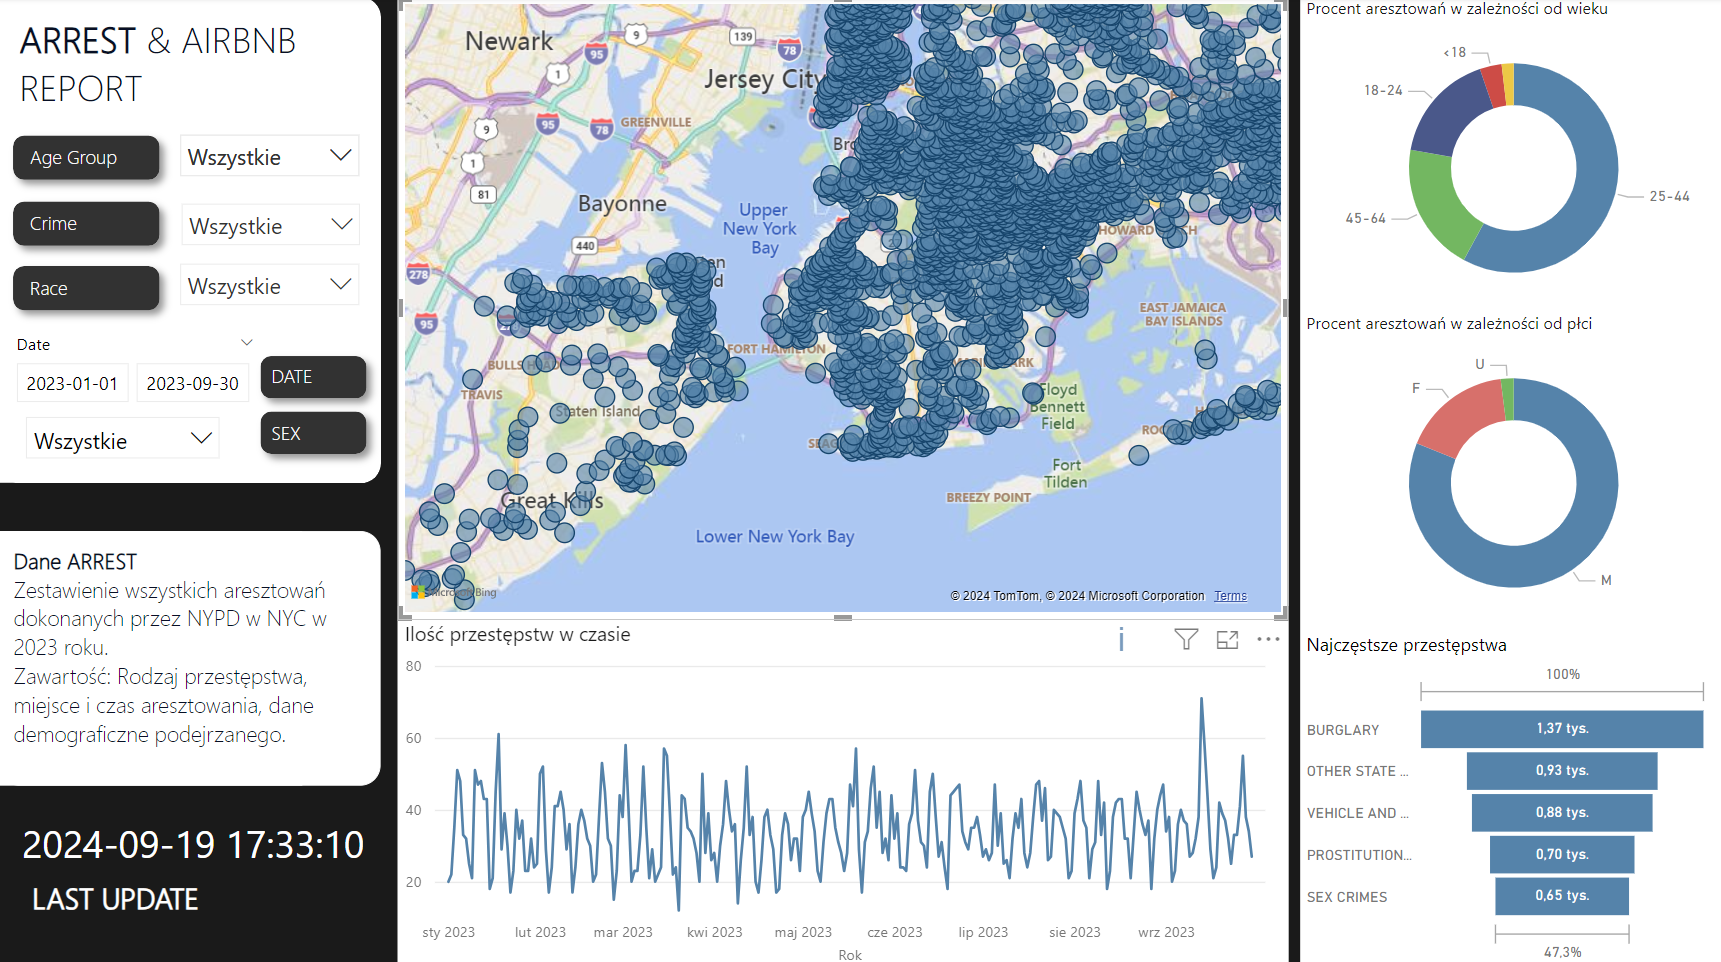 ARREST & AIRBNB
REPORT
Age Group
Wszystkie
Crime
Wszystkie
Race
Wszystkie
Date
2023-01-01
2023-09-30
DATE
Wszystkie
SEX
Dane ARREST
Zestawienie wszystkich aresztowań
dokonanych przez NYPD w NYC w
2023 roku.
Zawartość: Rodzaj przestępstwa,
miejsce i czas aresztowania, dane
demograficzne podejrzanego.
2024-09-19 17:33:10
LAST UPDATE
Newark
Jersey City
GREENVILLE
Bayonne
Upper
New York
Bay
95
9
139
78
1
9
95
78
1
81
440
278
95
HOWARD
EAST JAMAICA
BAY ISLANDS
FORT HAMILTON
BULLS
TRAVIS
Staten Island
Floyd
Bennett
Field
Fort
Tilden
BREEZY POINT
Great Kills
Lower New York Bay
Microsoft Bing
© 2024 TomTom, © 2024 Microsoft Corporation Terms
Ilość przestępstw w czasie
80
60
40
20
sty 2023
lut 2023
mar 2023
kwi 2023
maj 2023
cze 2023
lip 2023
sie 2023
wrz 2023
Rok
Procent aresztowań w zależności od wieku
<18
18-24
45-64
25-44
Procent aresztowań w zależności od płci
U
F
M
Najczęstsze przestępstwa
100%
BURGLARY 1,37 tys.
OTHER STATE ... 0,93 tys.
VEHICLE AND ... 0,88 tys.
PROSTITUTION... 0,70 tys.
SEX CRIMES 0,65 tys.
47,3%